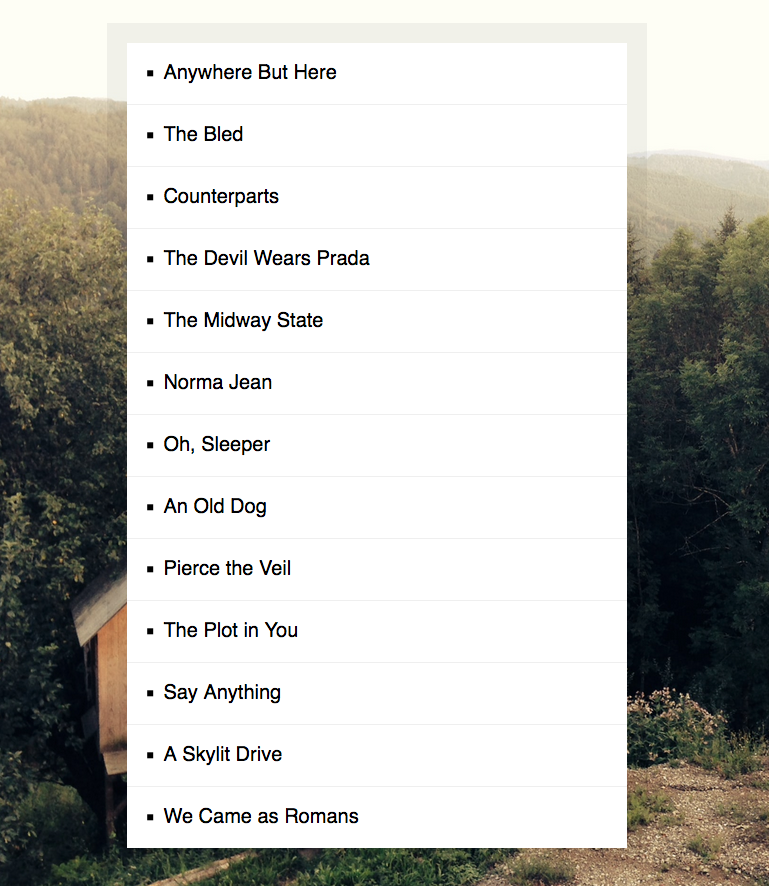 Anywhere But Here
The Bled
Counterparts
The Devil Wears Prada
The Midway State
Norma Jean
Oh, Sleeper
An Old Dog
Pierce the Veil
The Plot in You
Say Anything
A Skylit Drive
We Came as Romans